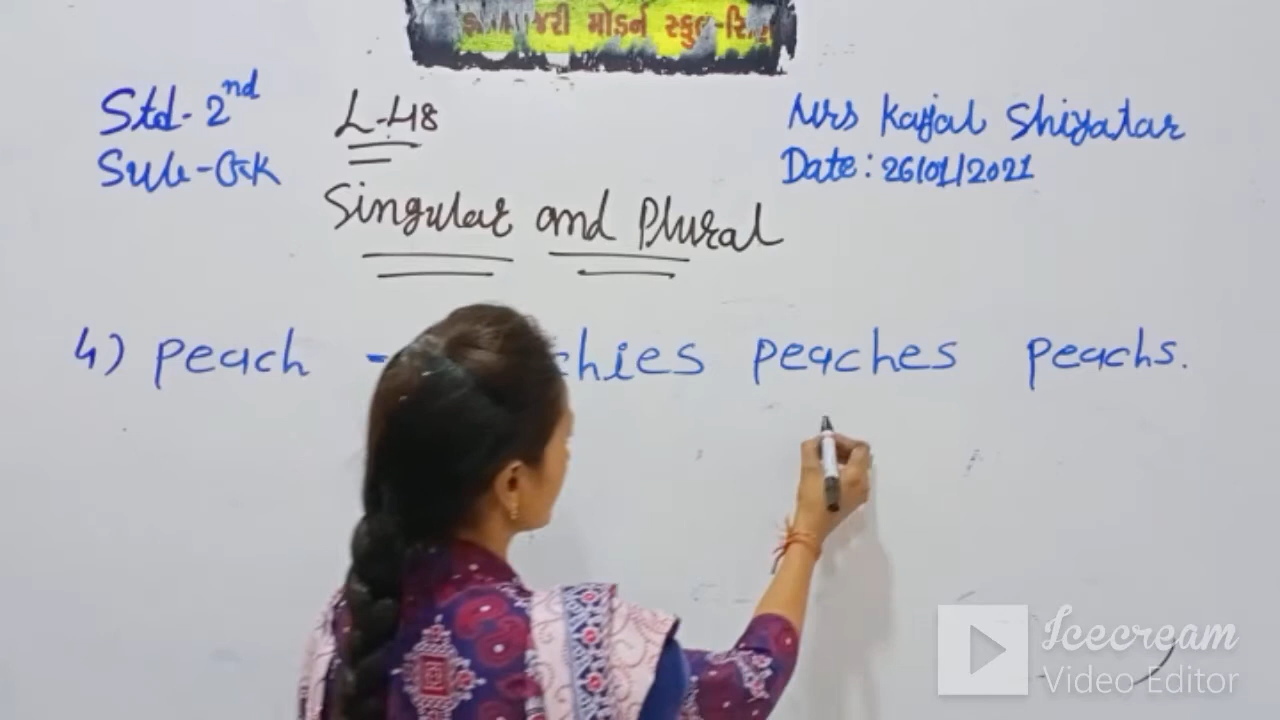 મોડર્ન સ્કુલ
Std-2nd
Sub-GK
L-48
Mrs Kajal Shiyatar
Date: 26/01/2021
Singular and Plural
4) peach - chies peaches peachs.
Icecream
Video Editor